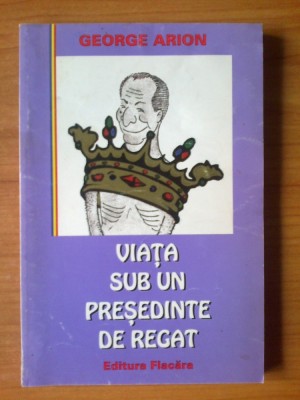 GEORGE ARION
VIAȚA
SUB UN
PREȘEDINTE
DE REGAT
Editura Flacăra